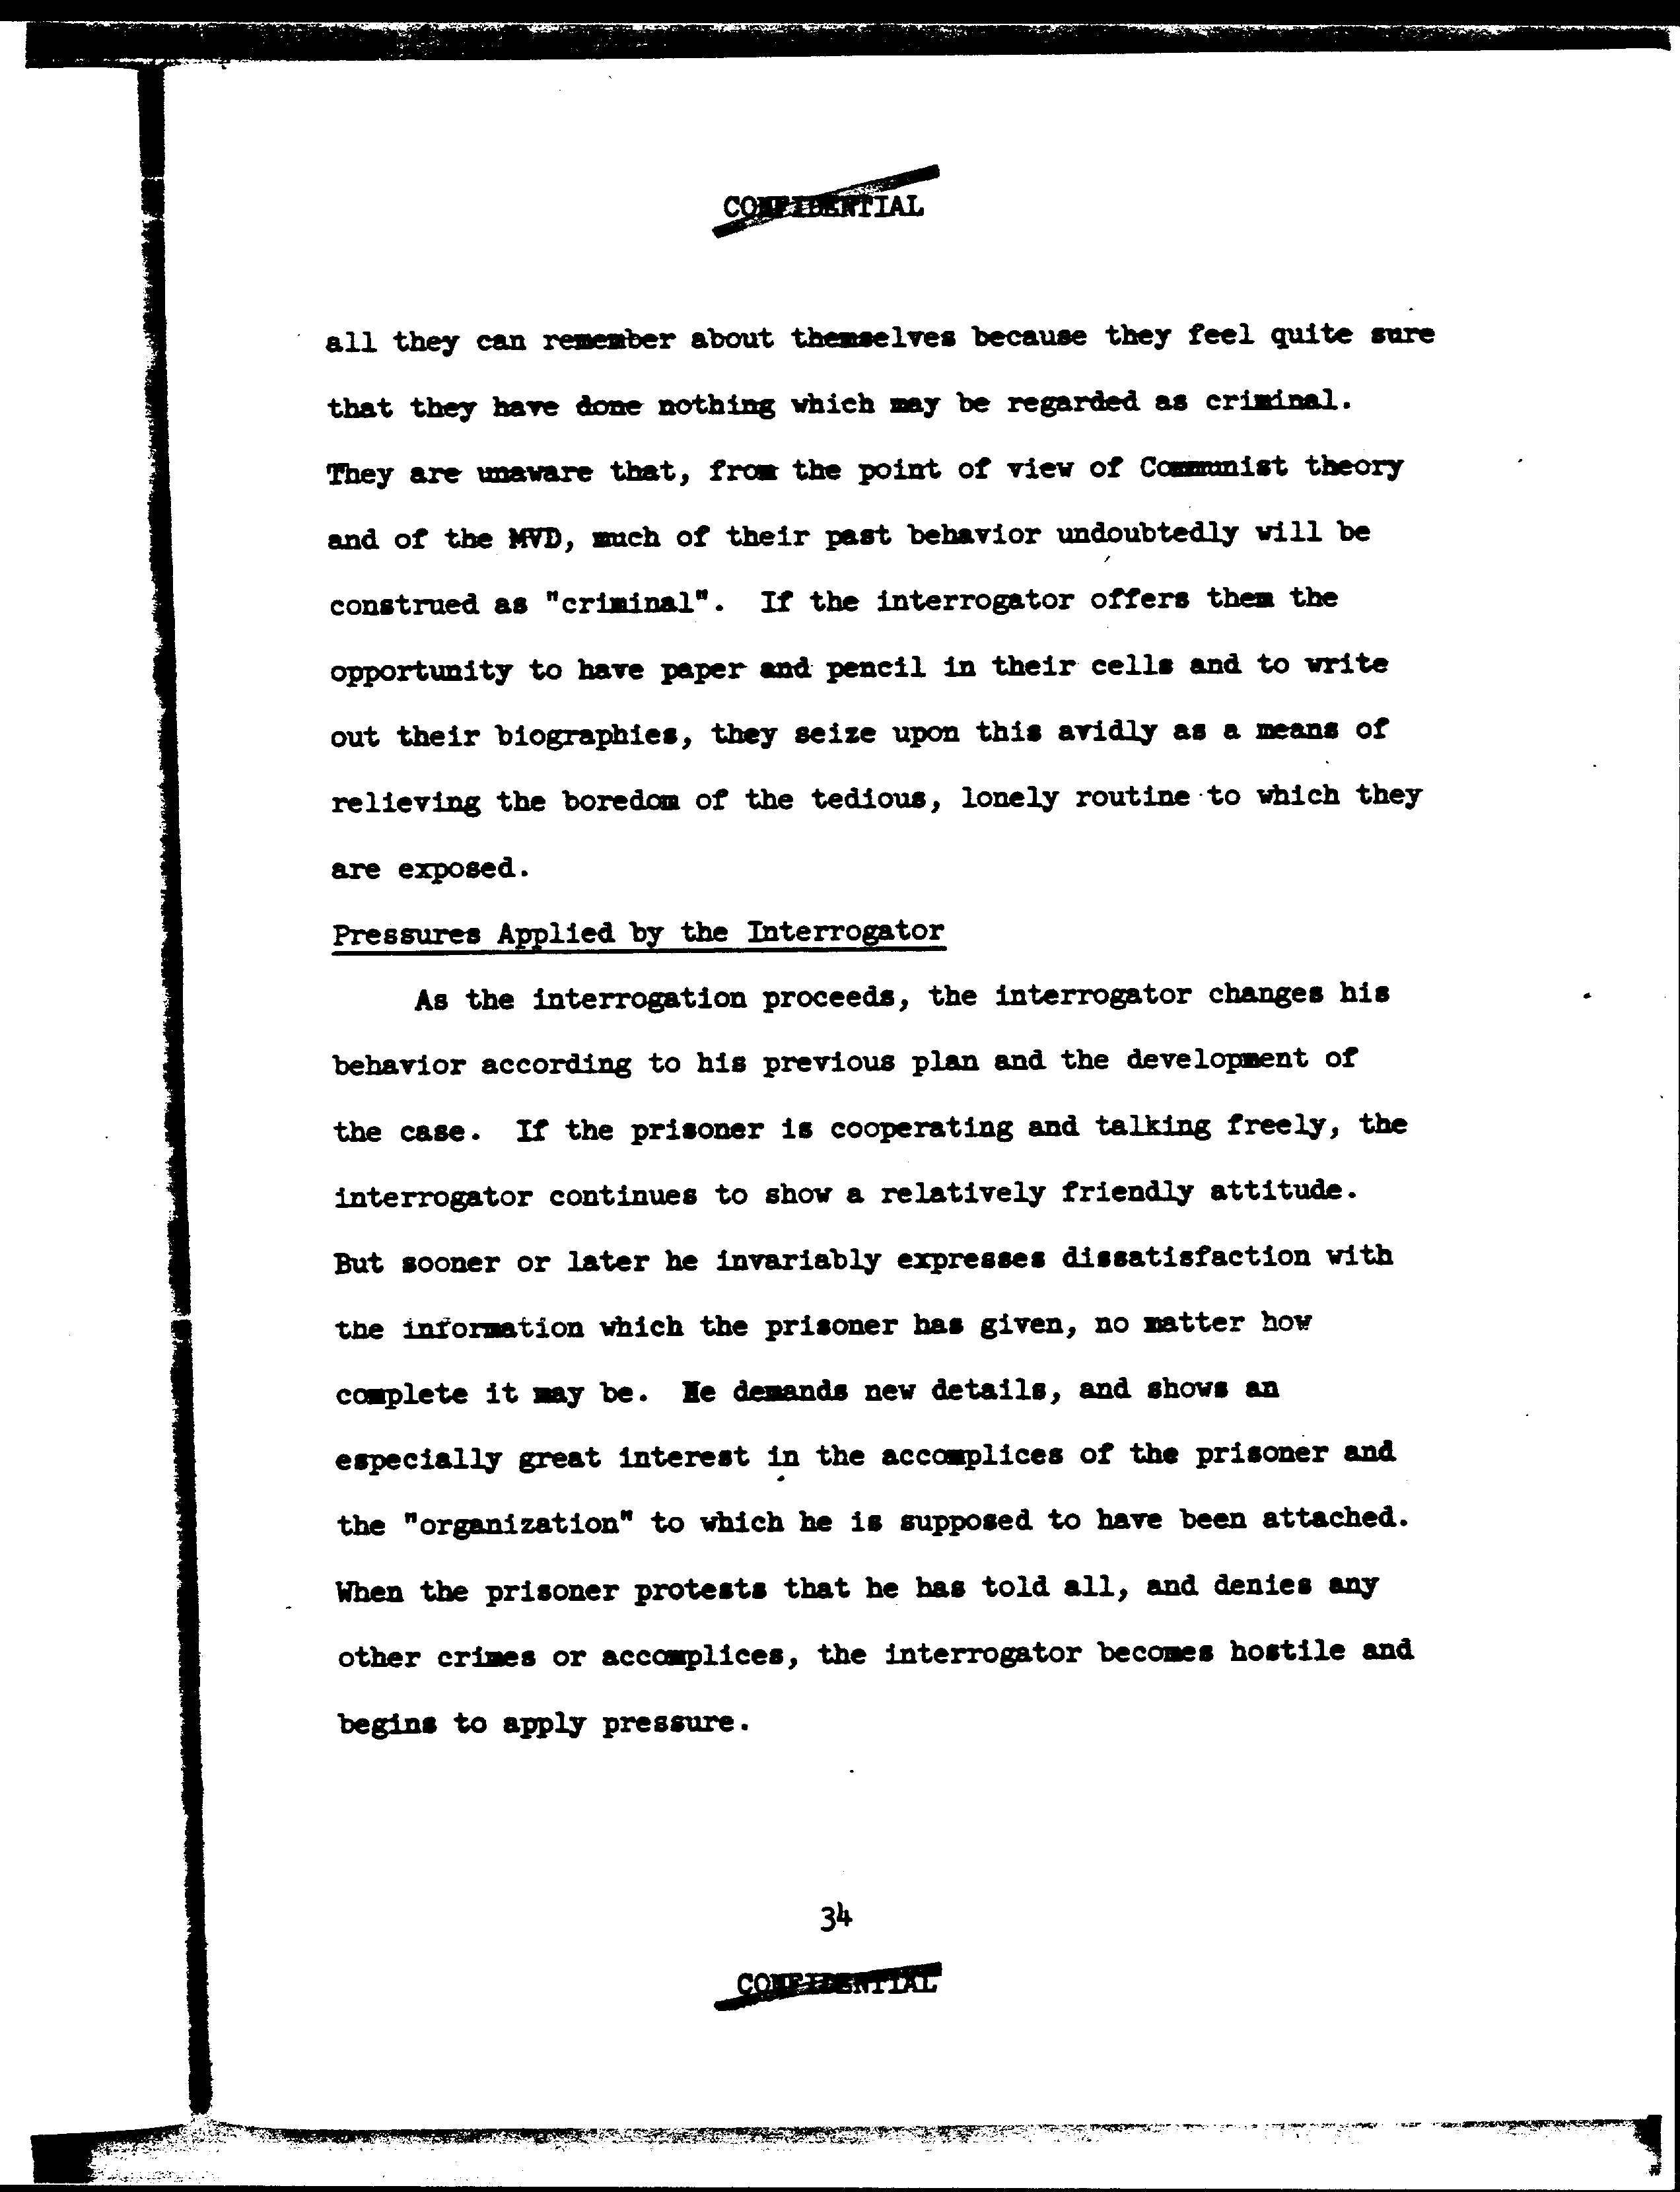 CONFIDENTIAL
all they can remember about themselves because they feel quite sure
that they have done nothing which may be regarded as criminal.
They are unaware that, from the point of view of Communist theory
and of the MVD, much of their past behavior undoubtedly will be
construed as "criminal". If the interrogator offers them the
opportunity to have paper and pencil in their cells and to write
out their biographies, they seize upon this avidly as a means of
relieving the boredom of the tedious, lonely routine to which they
are exposed.
Pressures Applied by the Interrogator
As the interrogation proceeds, the interrogator changes his
behavior according to his previous plan and the development of
the case. If the prisoner is cooperating and talking freely, the
interrogator continues to show a relatively friendly attitude.
But sooner or later he invariably expresses dissatisfaction with
the information which the prisoner has given, no matter how
complete it may be. He demands new details, and shows an
especially great interest in the accomplices of the prisoner and
the "organization" to which he is supposed to have been attached.
When the prisoner protests that he has told all, and denies any
other crimes or accomplices, the interrogator becomes hostile and
begins to apply pressure.
34
CONFIDENTIAL